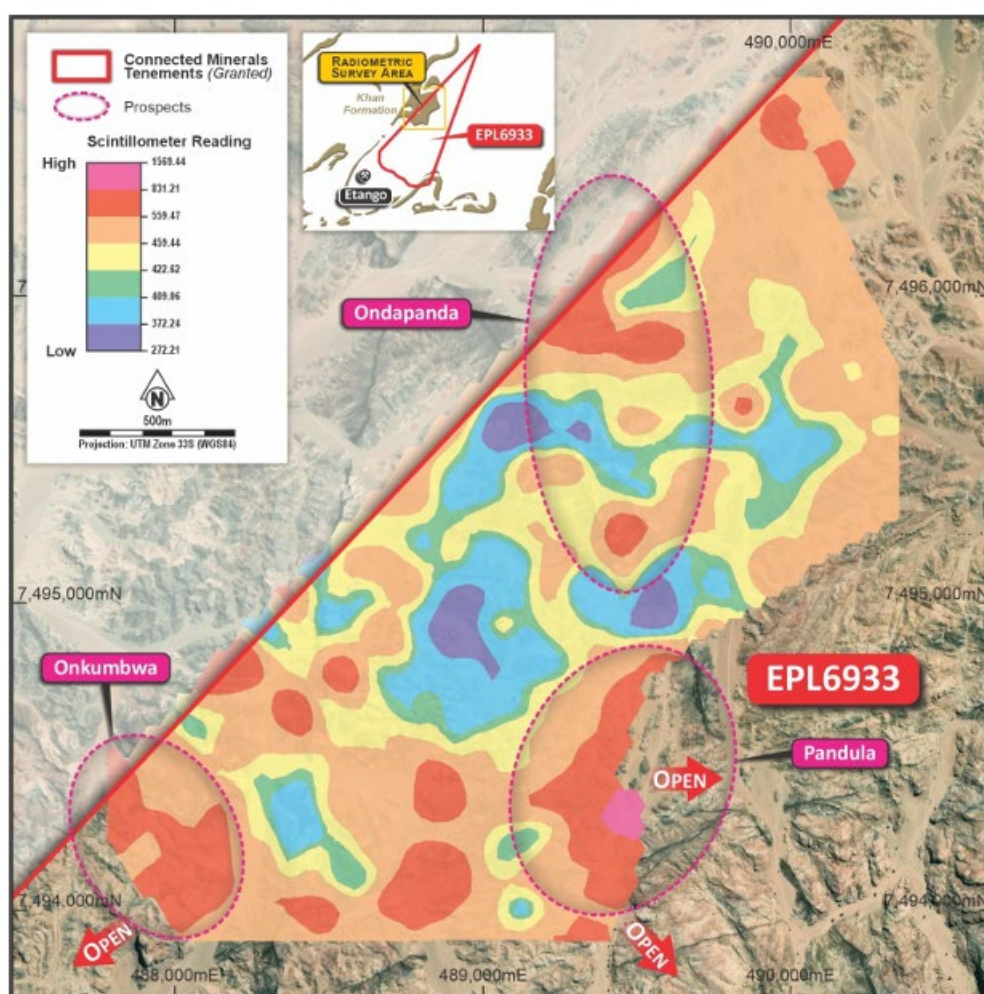 Connected Minerals
Tenements (Granted)
Prospects
Scintillometer Reading
High
1569.44
831.21
559.47
459.44
422.62
409.06
372.24
272.21
Low
N
500m
Projection: UTM Zone 33S (WGS84)
RADIOMETRIC
SURVEY AREA
Khan
Formation
EPL6933
Etango
490,000mE
7,496,000mN
Ondapanda
7,495,000mN
7,495,000mN
Onkumbwa
EPL6933
Pandula
OPEN
7,494,000mN
7,494,000mN
OPEN
OPEN
488,000mE
489,000mE
490,000mE